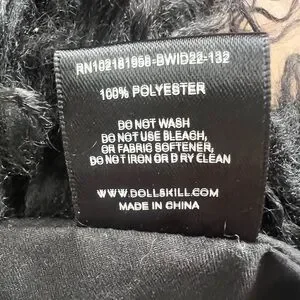 RN102181958-BWID22-132
100% POLYESTER
DO NOT WASH
DO NOT USE BLEACH,
OR FABRIC SOFTENER,
DO NOT IRON OR DRY CLEAN
WWW.DOLLSKILL.COM
MADE IN CHINA